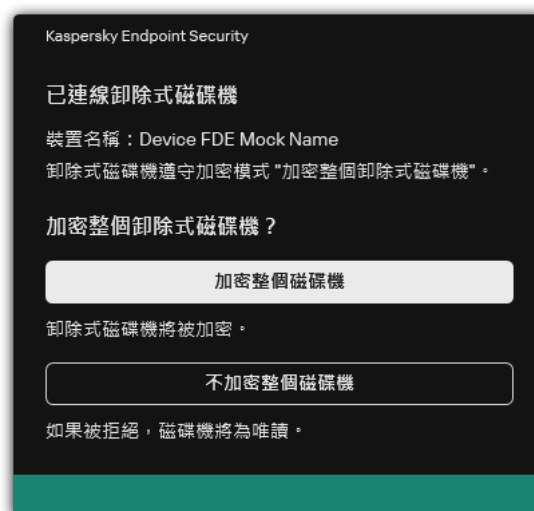 Kaspersky Endpoint Security
已連線卸除式磁碟機
裝置名稱：Device FDE Mock Name
卸除式磁碟機遵守加密模式 "加密整個卸除式磁碟機"。
加密整個卸除式磁碟機？
加密整個磁碟機
卸除式磁碟機將被加密。
不加密整個磁碟機
如果被拒絕，磁碟機將為唯讀。